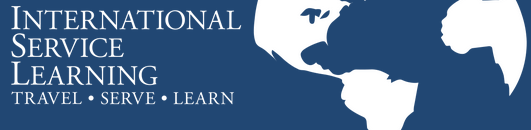 INTERNATIONAL
SERVICE
LEARNING
TRAVEL • SERVE • LEARN